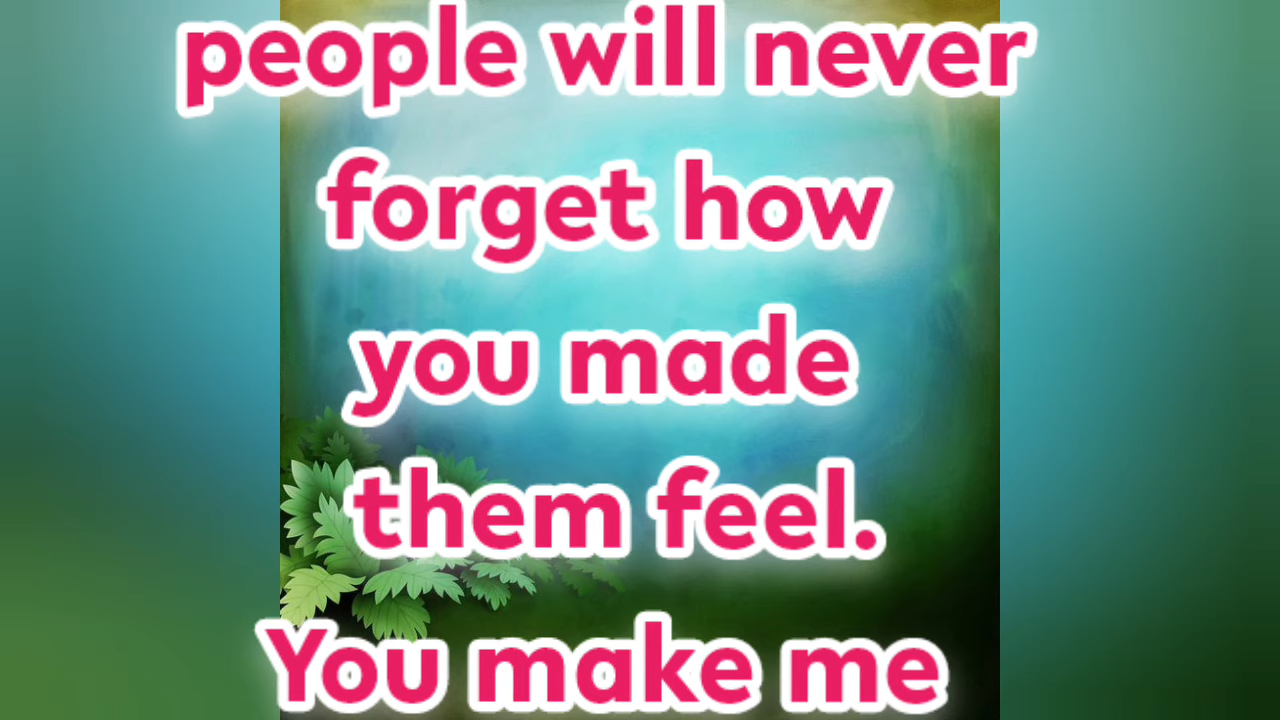 people will never
forget how
you made
them feel.
You make me